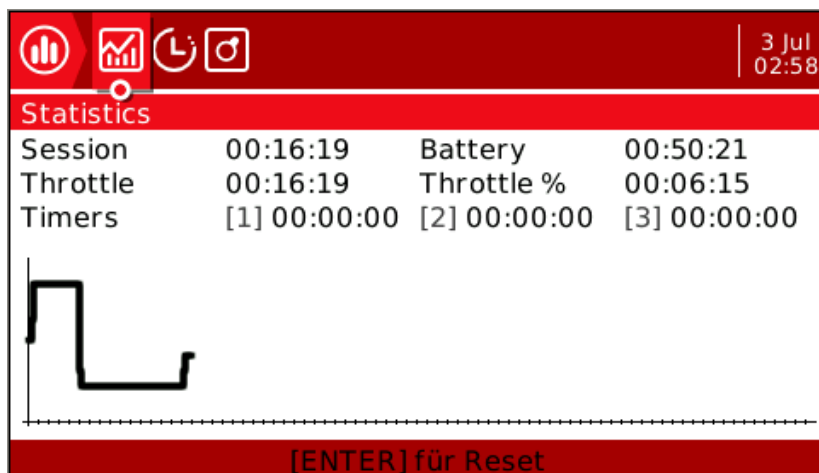 3 Jul
02:58
Statistics
Session 00:16:19 Battery 00:50:21
Throttle 00:16:19 Throttle % 00:06:15
Timers [1] 00:00:00 [2] 00:00:00 [3] 00:00:00
[ENTER] für Reset